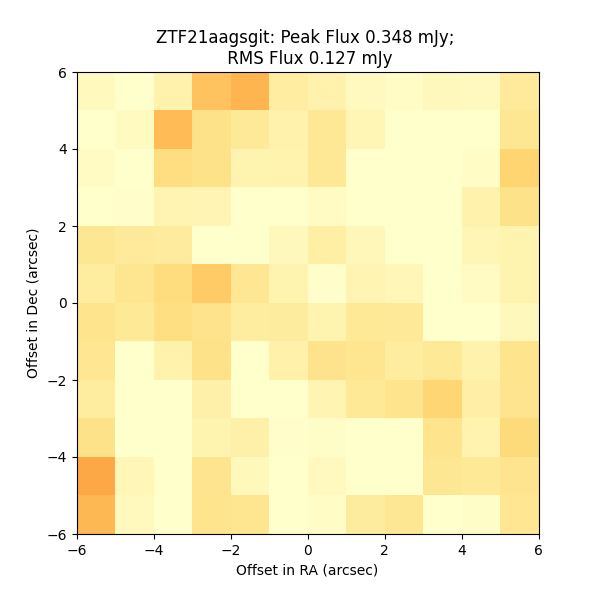 ZTF21aagsgit: Peak Flux 0.348 mJy;
RMS Flux 0.127 mJy
6
4
2
0
−2
−4
−6
Offset in Dec (arcsec)
−6 −4 −2 0 2 4 6
Offset in RA (arcsec)